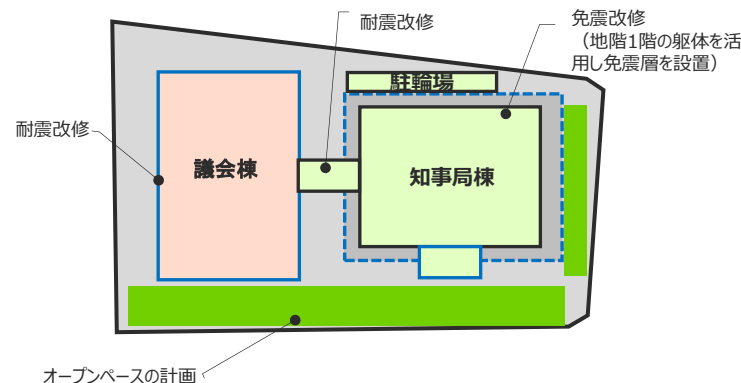 耐震改修
免震改修
（地階1階の躯体を活
用し免震層を設置）
駐輪場
耐震改修
議会棟
知事局棟
オープンペースの計画